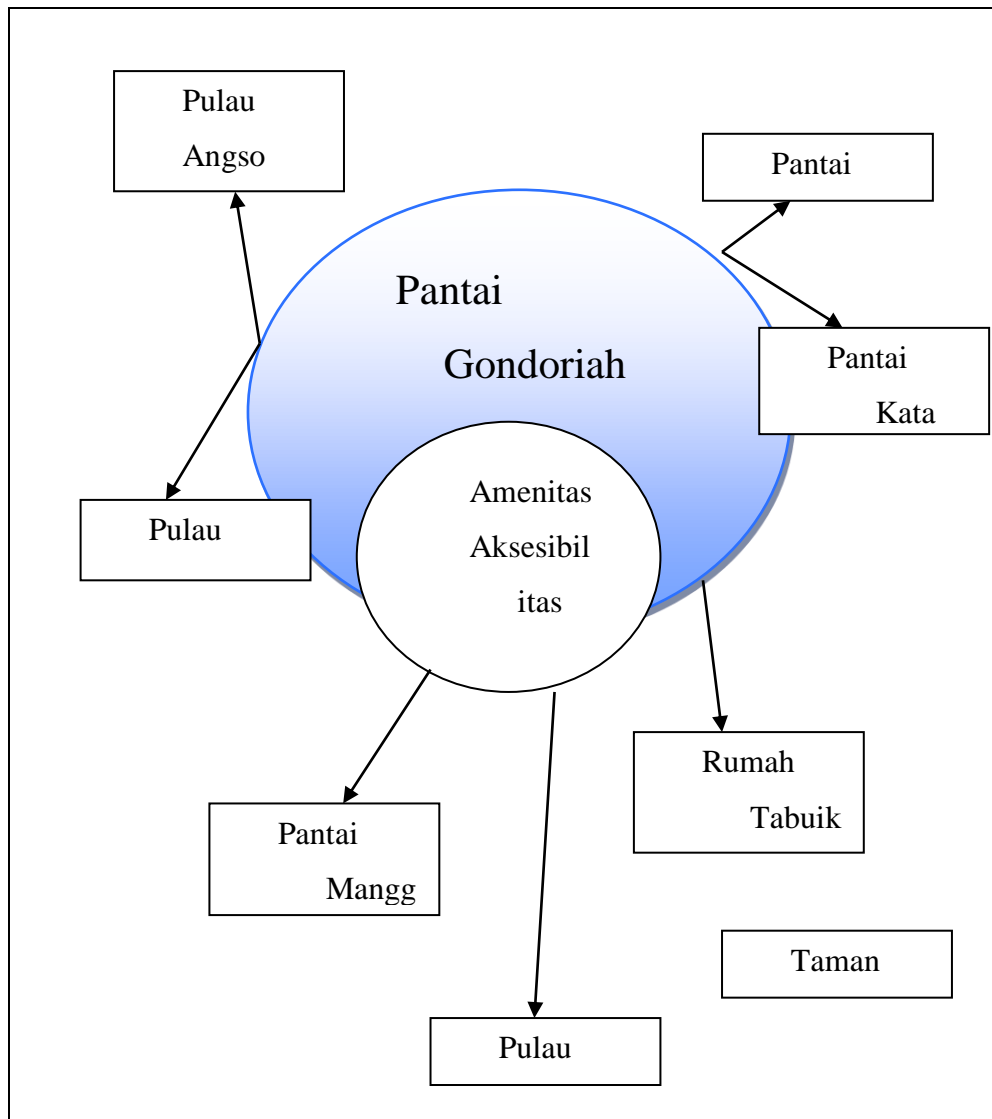 Pulau
Angso
Pantai
Pantai
Gondoriah
Pantai
Kata
Amenitas
Aksesibil
itas
Pulau
Rumah
Tabuik
Pantai
Mangg
Taman
Pulau